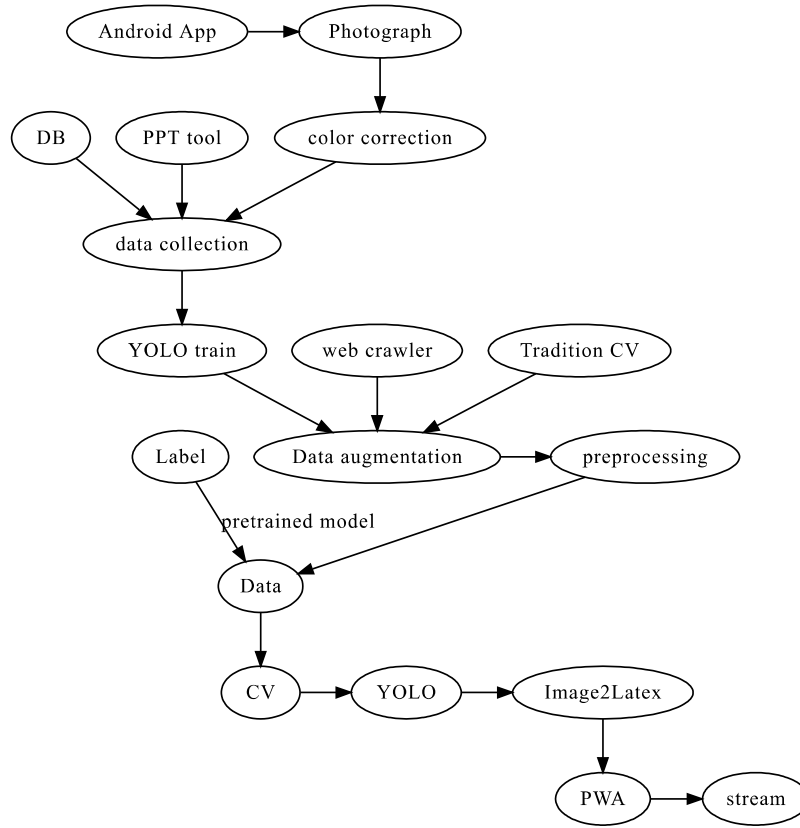 Android App
Photograph
DB
PPT tool
color correction
data collection
YOLO train
web crawler
Tradition CV
Label
Data augmentation
preprocessing
pretrained model
Data
CV
YOLO
Image2Latex
PWA
stream